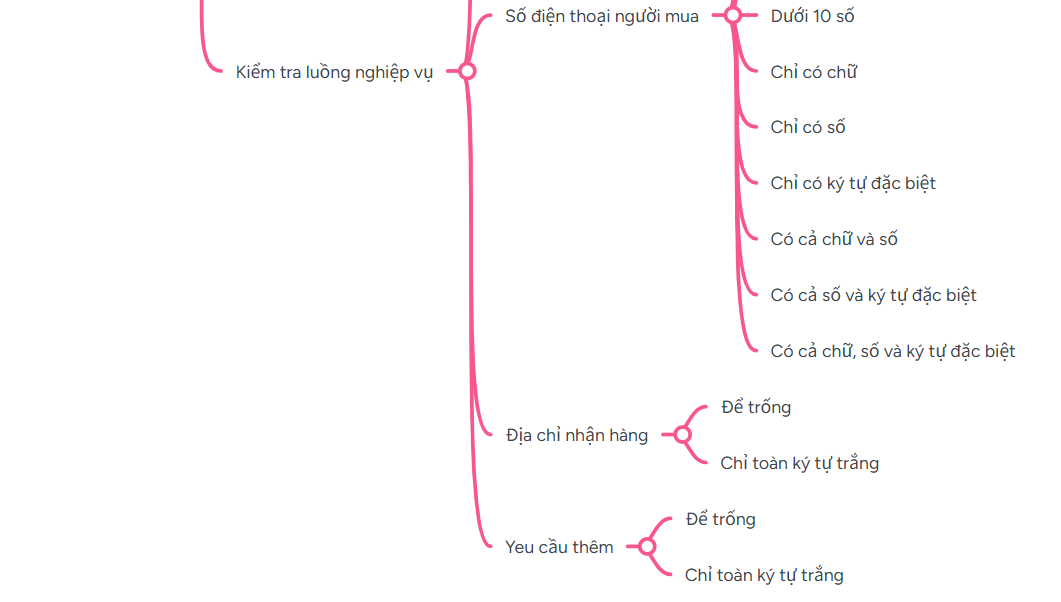 Số điện thoại người mua
Dưới 10 số
Kiểm tra luồng nghiệp vụ
Chỉ có chữ
Chỉ có số
Chỉ có ký tự đặc biệt
Có cả chữ và số
Có cả số và ký tự đặc biệt
Có cả chữ, số và ký tự đặc biệt
Địa chỉ nhận hàng
Để trống
Chỉ toàn ký tự trắng
Yeu cầu thêm
Để trống
Chỉ toàn ký tự trắng